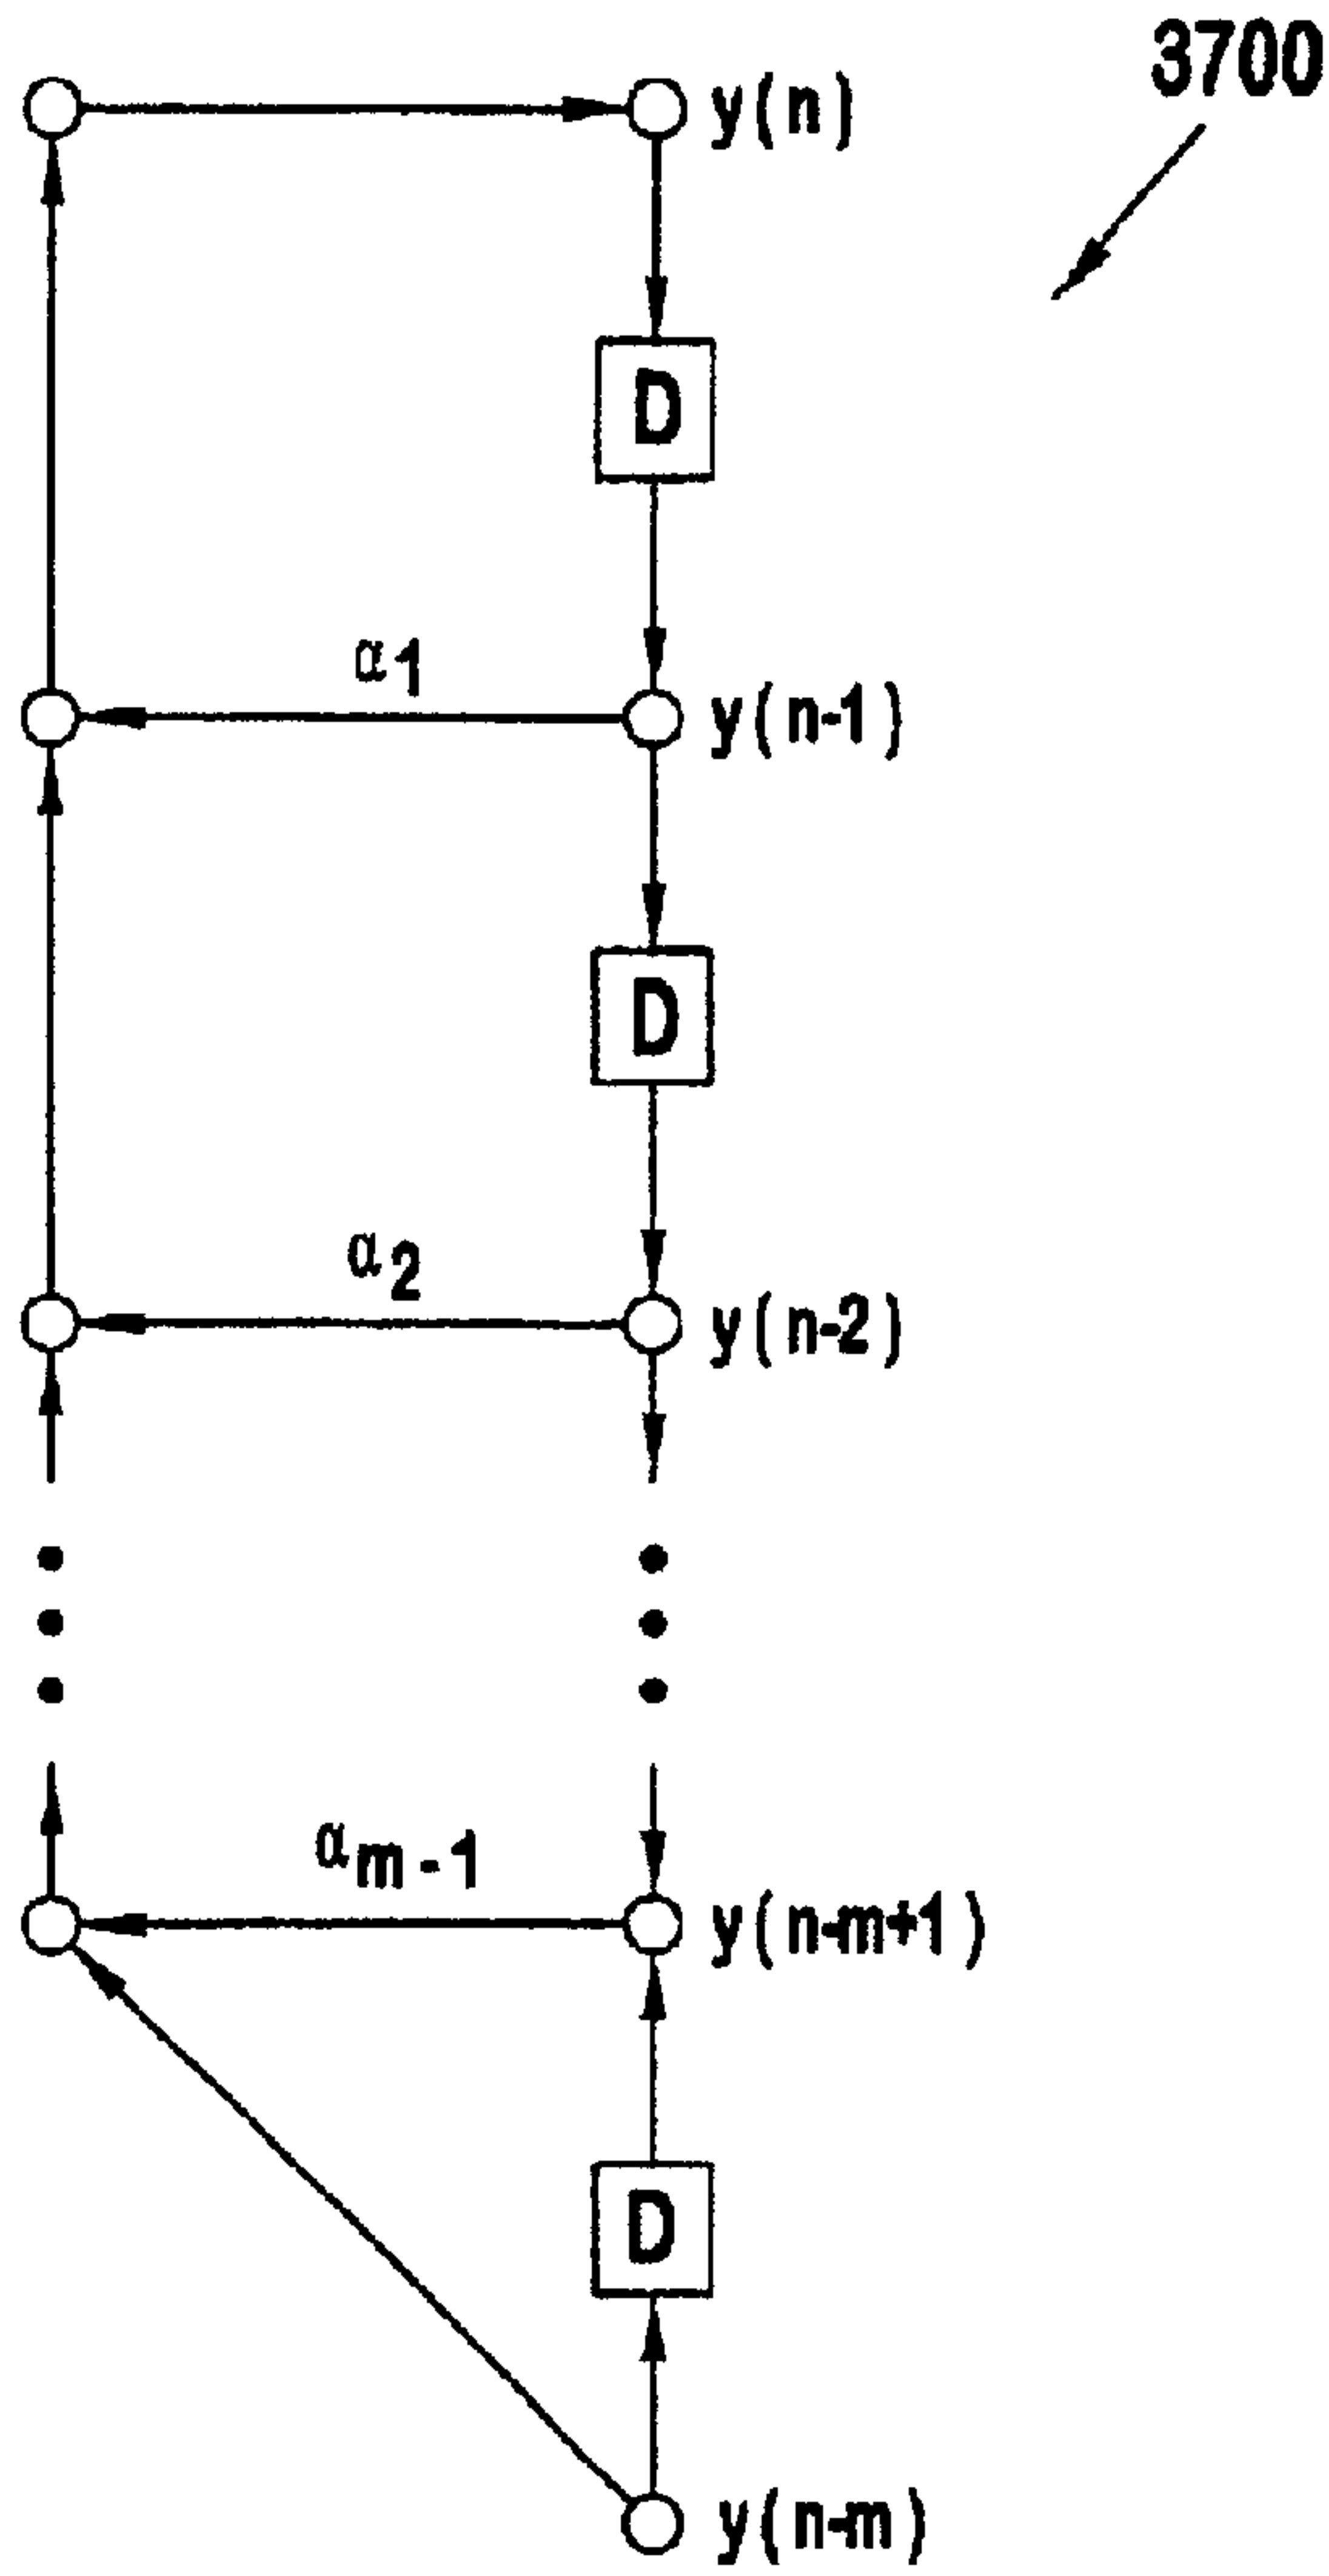 3700
y(n)
D
α1
y(n-1)
D
α2
y(n-2)
αm-1
y(n-m+1)
D
y(n-m)